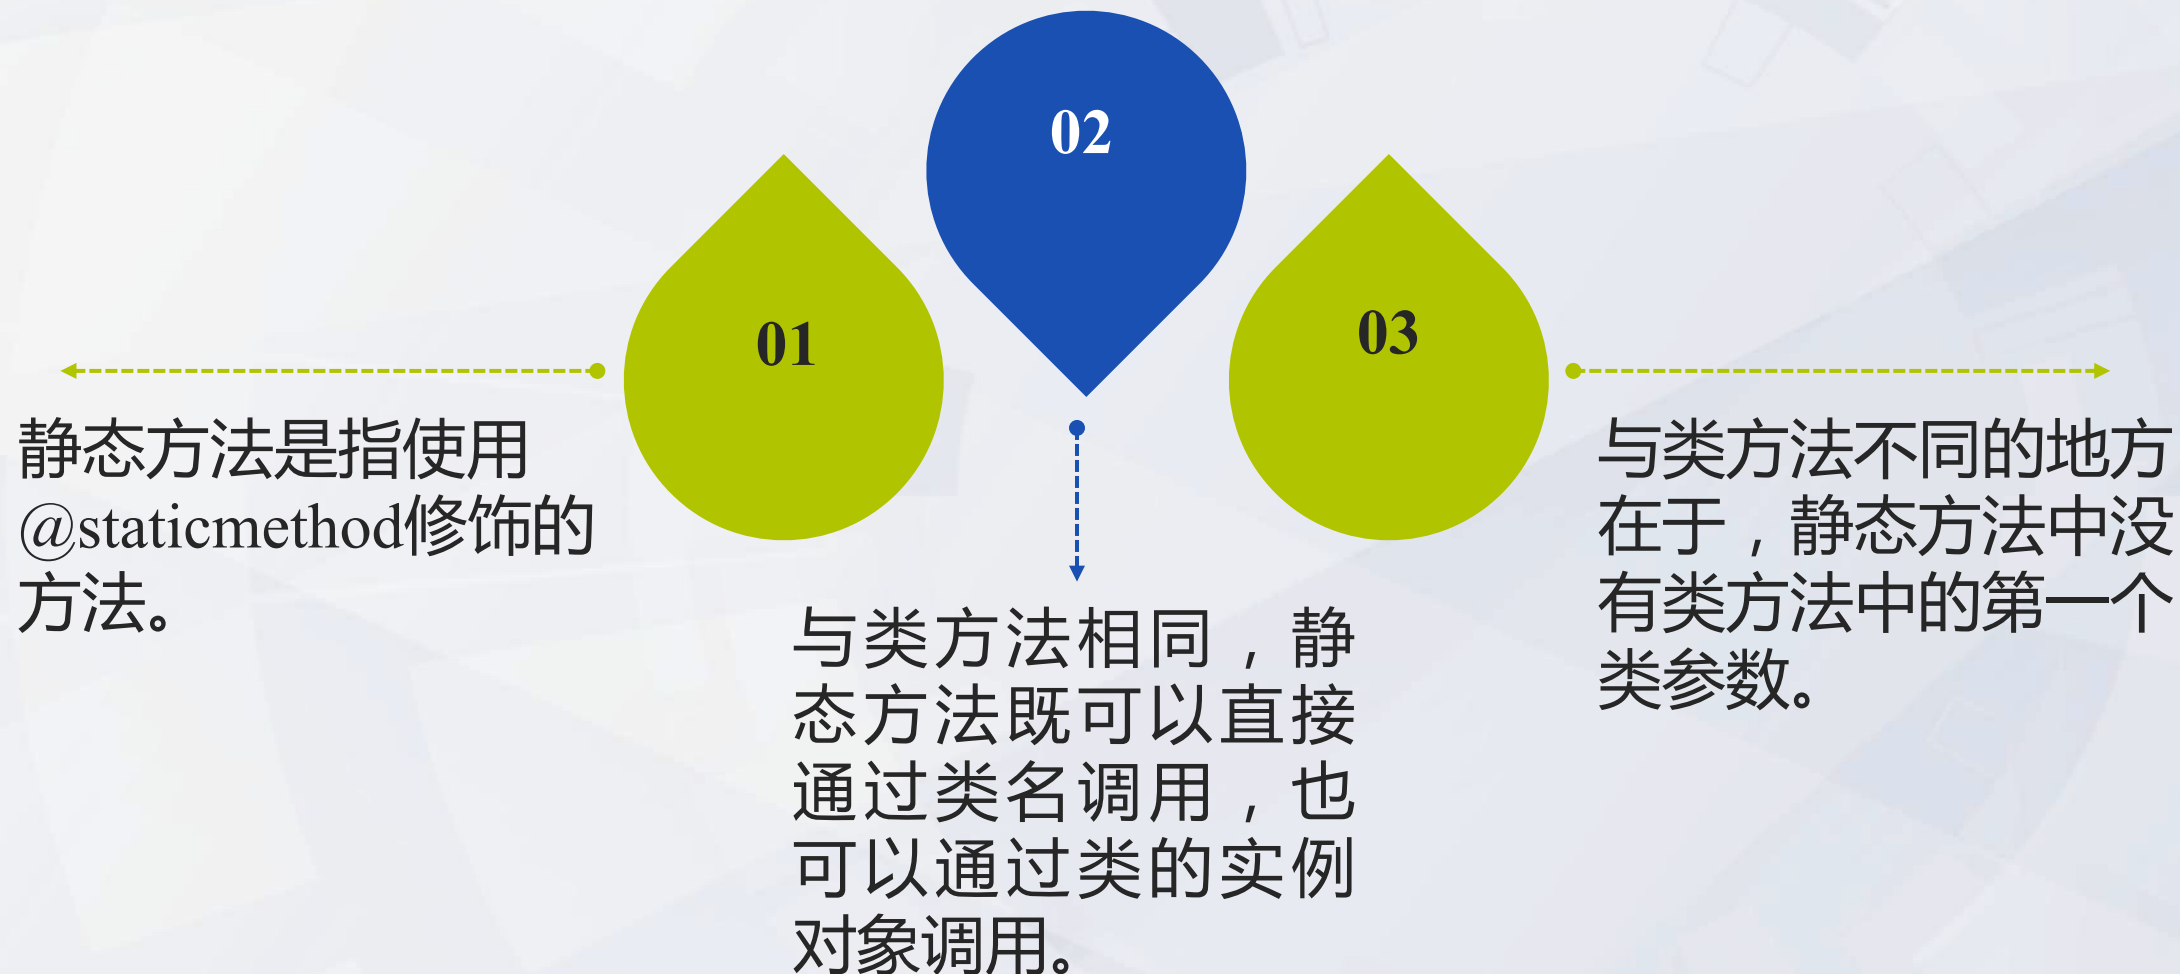 01
静态方法是指使用
@staticmethod修饰的
方法。
02
与类方法相同，静
态方法既可以直接
通过类名调用，也
可以通过类的实例
对象调用。
03
与类方法不同的地方
在于，静态方法中没
有类方法中的第一个
类参数。